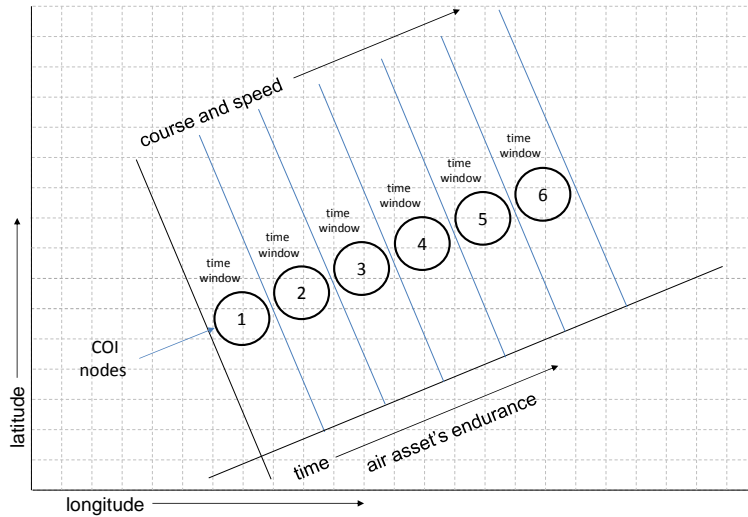 course and speed
time
window
6
time
window
5
time
window
4
time
window
3
time
window
2
time
window
1
COI
nodes
latitude
time
air asset's endurance
longitude